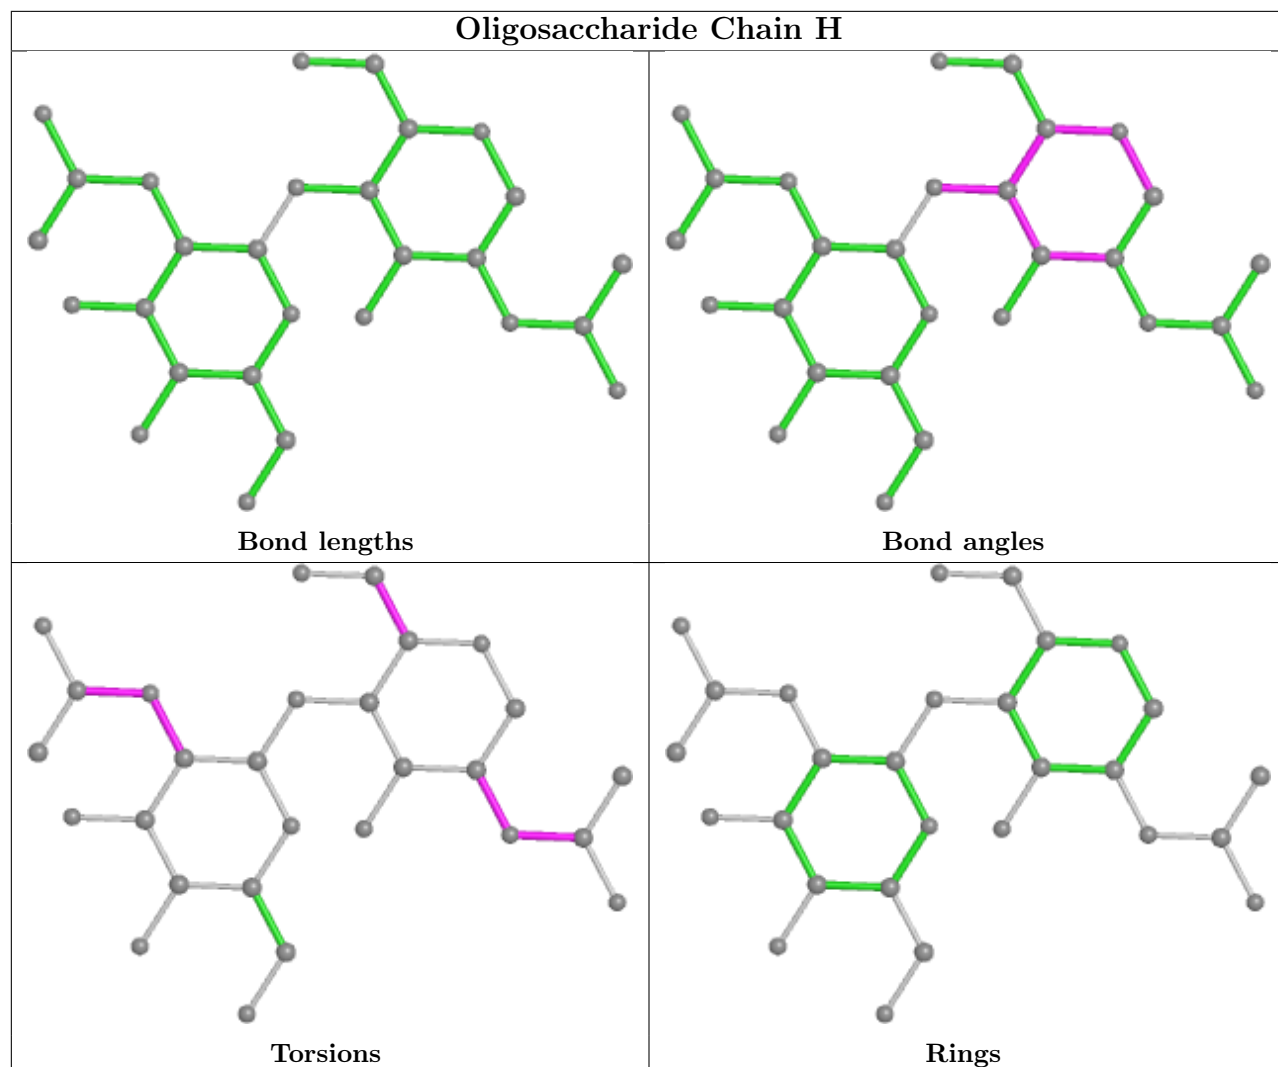 Oligosaccharide Chain H
Bond lengths
Bond angles
Torsions
Rings